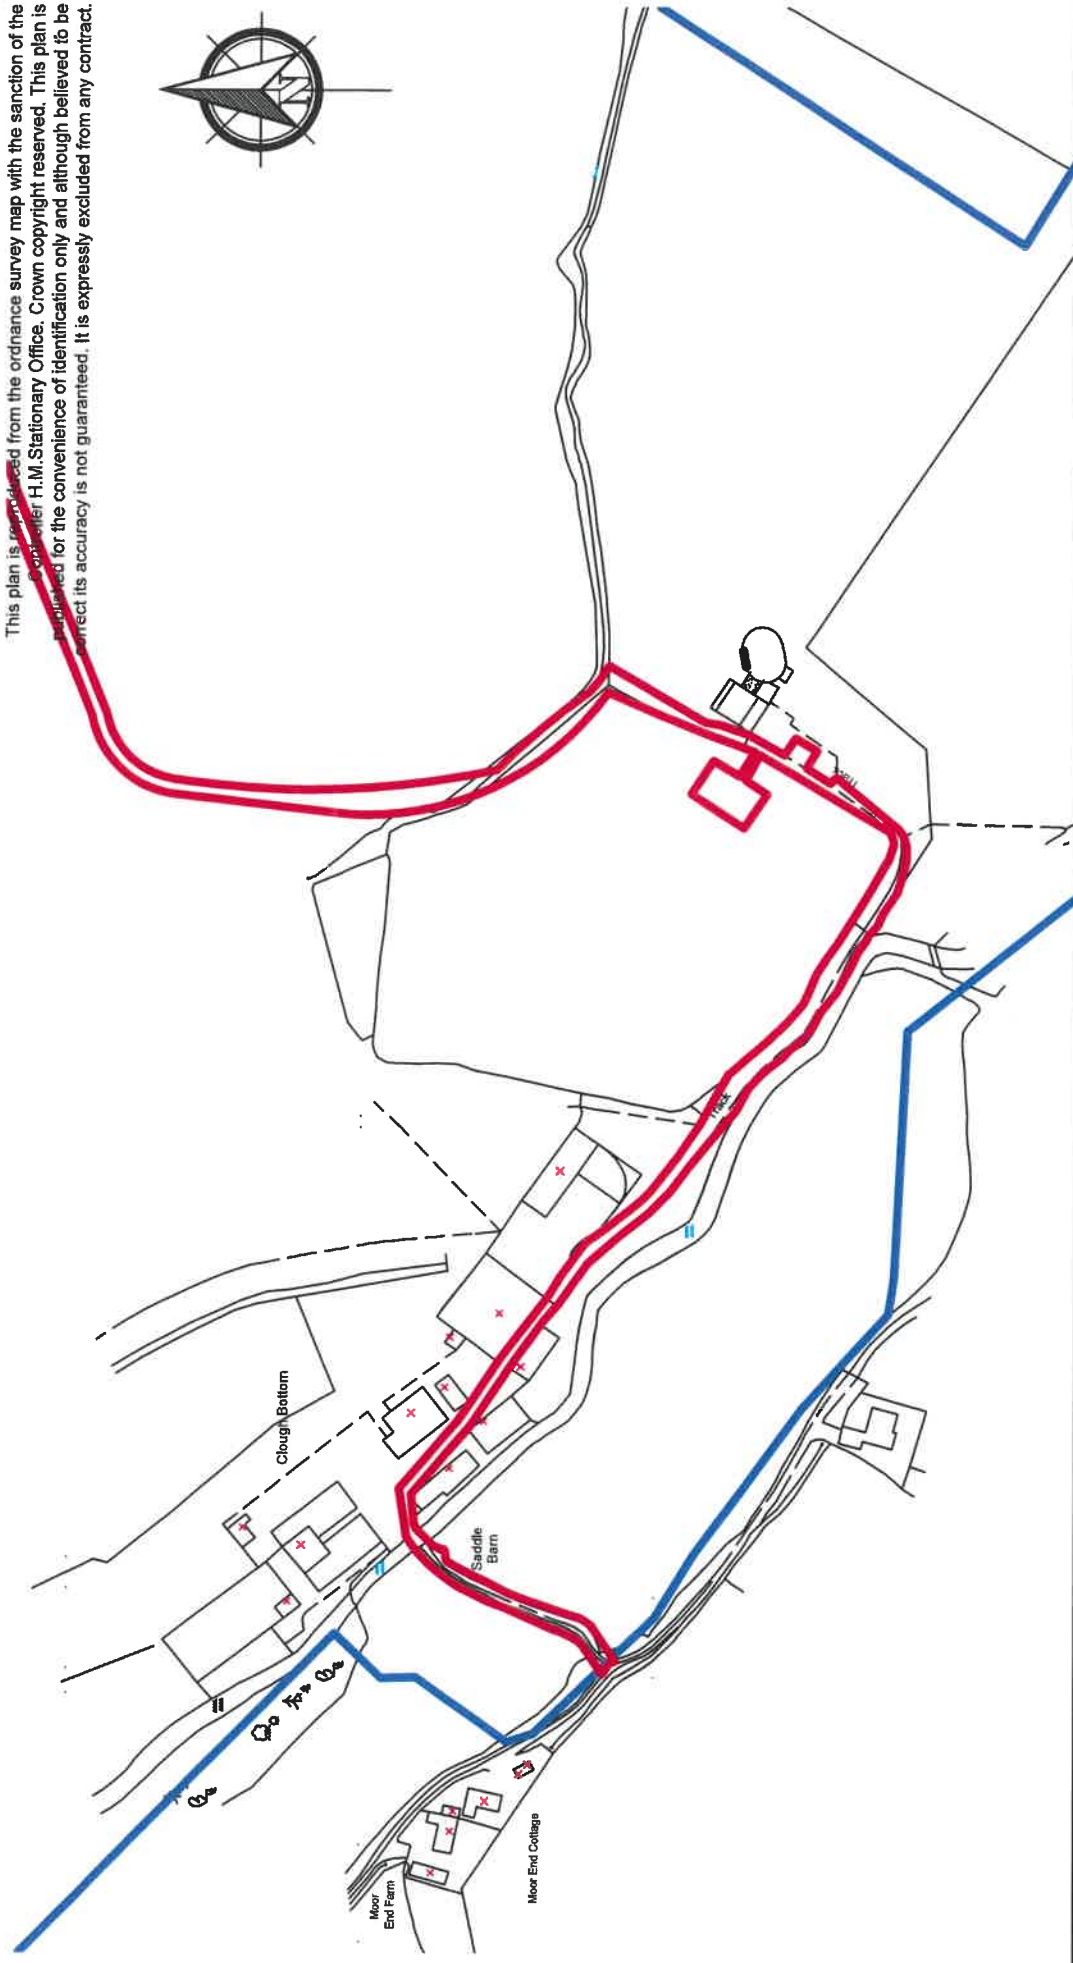 This plan is reproduced from the ordnance survey map with the sanction of the
Controller H.M.Stationary Office. Crown copyright reserved. This plan is
published for the convenience of identification only and although believed to be
correct its accuracy is not guaranteed. It is expressly excluded from any contract.
N
Track
Track
Clough Bottom
Saddle
Barn
Moor
End Farm
Moor End Cottage